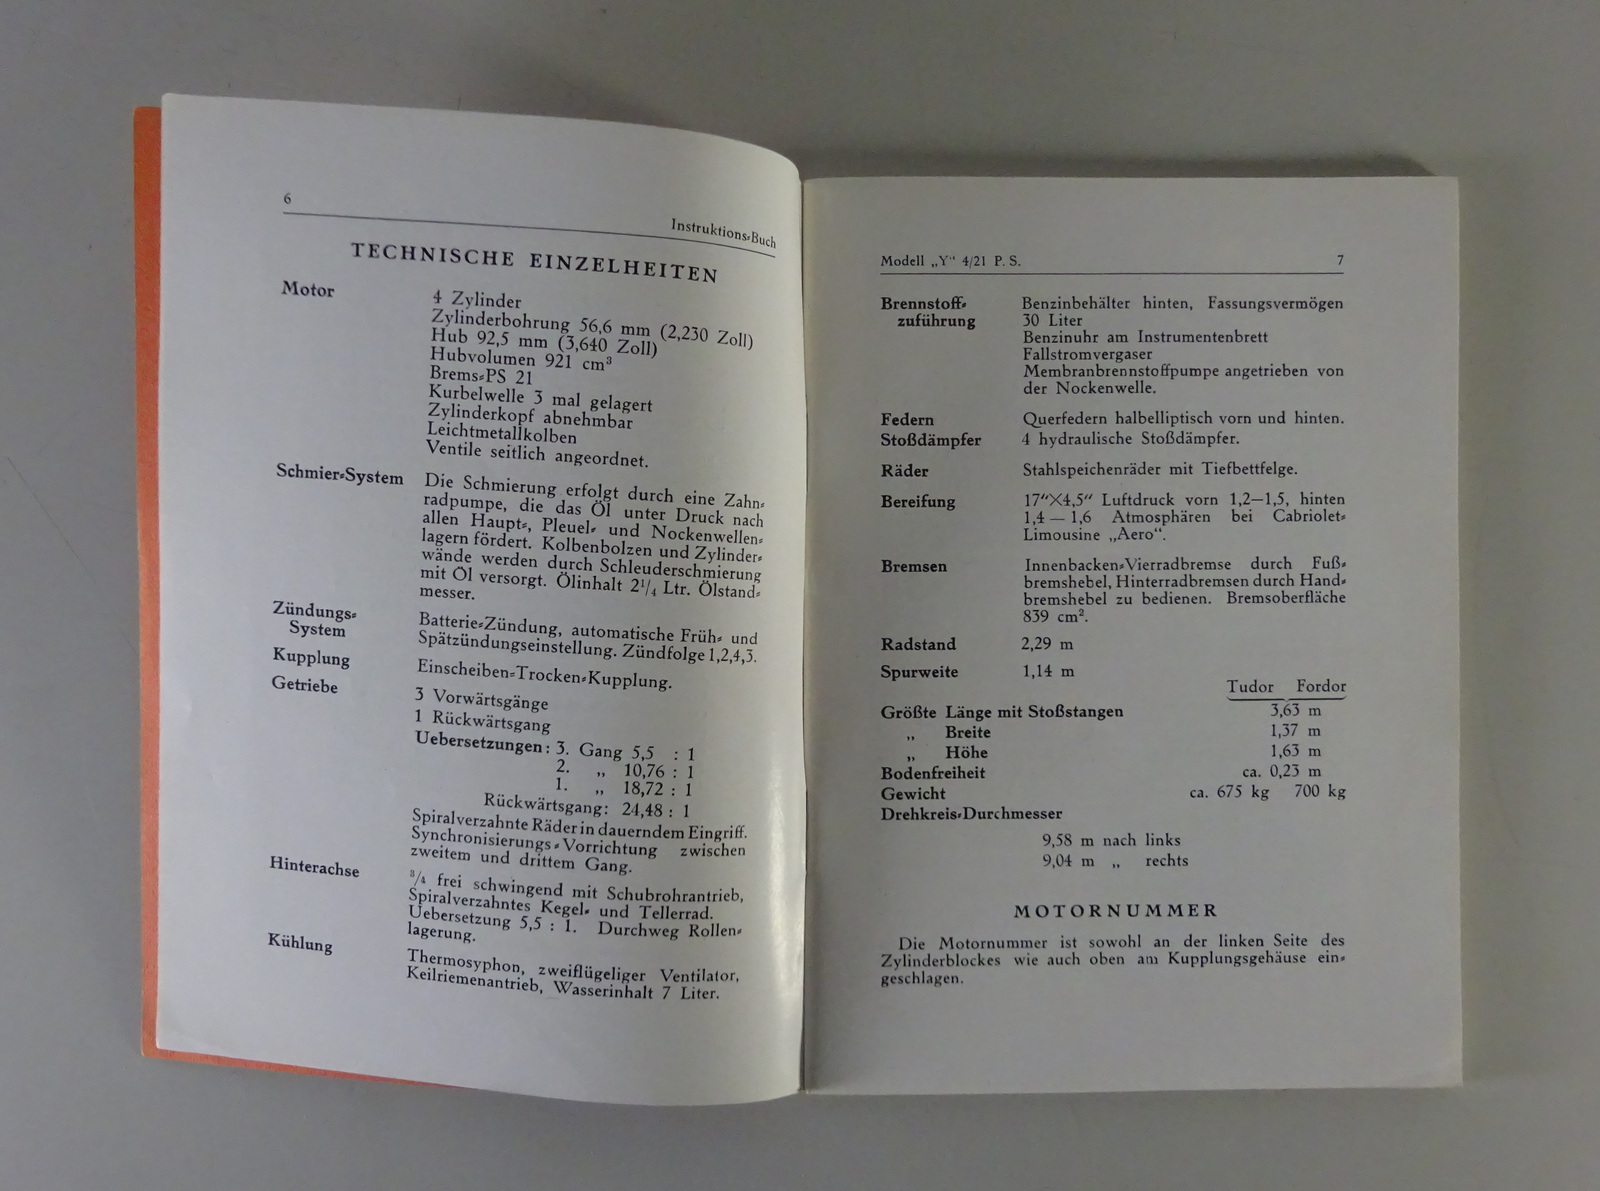 6
Instruktions-Buch
TECHNISCHE EINZELHEITEN
Motor 4 Zylinder
Zylinderbohrung 56,6 mm (2,230 Zoll)
Hub 92,5 mm (3,640 Zoll)
Hubvolumen 921 cm³
Brems-PS 21
Kurbelwelle 3 mal gelagert
Zylinderkopf abnehmbar
Leichtmetallkolben
Ventile seitlich angeordnet.
Schmier-System Die Schmierung erfolgt durch eine Zahn-
radpumpe, die das Öl unter Druck nach
allen Haupt-, Pleuel- und Nockenwellen-
lagern fördert. Kolbenbolzen und Zylinder-
wände werden durch Schleuderschmierung
mit Öl versorgt. Ölinhalt 2¹/₄ Ltr. Ölstand-
messer.
Zündungs- Batterie-Zündung, automatische Früh- und
System Spätzündungseinstellung. Zündfolge 1,2,4,3.
Kupplung Einscheiben-Trocken-Kupplung.
Getriebe 3 Vorwärtsgänge
1 Rückwärtsgang
Uebersetzungen: 3. Gang 5,5 : 1
2. „ 10,76 : 1
1. „ 18,72 : 1
Rückwärtsgang: 24,48 : 1
Spiralverzahnte Räder in dauerndem Eingriff.
Synchronisierungs-Vorrichtung zwischen
zweitem und drittem Gang.
Hinterachse ³/₄ frei schwingend mit Schubrohrantrieb,
Spiralverzahntes Kegel- und Tellerrad.
Uebersetzung 5,5 : 1. Durchweg Rollen-
lagerung.
Kühlung Thermosyphon, zweiflügeliger Ventilator,
Keilriemenantrieb, Wasserinhalt 7 Liter.
Modell „Y“ 4/21 P. S. 7
Brennstoff- Benzinbehälter hinten, Fassungsvermögen
zuführung 30 Liter
Benzinuhr am Instrumentenbrett
Fallstromvergaser
Membranbrennstoffpumpe angetrieben von
der Nockenwelle.
Federn Querfedern halbelliptisch vorn und hinten.
Stoßdämpfer 4 hydraulische Stoßdämpfer.
Räder Stahlspeichenräder mit Tiefbettfelge.
Bereifung 17“X4,5“ Luftdruck vorn 1,2—1,5, hinten
1,4 — 1,6 Atmosphären bei Cabriolet-
Limousine „Aero“.
Bremsen Innenbacken-Vierradbremse durch Fuß-
bremshebel, Hinterradbremsen durch Hand-
bremshebel zu bedienen. Bremsoberfläche
839 cm².
Radstand 2,29 m
Spurweite 1,14 m
Tudor Fordor
Größte Länge mit Stoßstangen 3,63 m
„ Breite 1,37 m
„ Höhe 1,63 m
Bodenfreiheit ca. 0,23 m
Gewicht ca. 675 kg 700 kg
Drehkreis-Durchmesser
9,58 m nach links
9,04 m „ rechts
MOTORNUMMER
Die Motornummer ist sowohl an der linken Seite des
Zylinderblockes wie auch oben am Kupplungsgehäuse ein-
geschlagen.